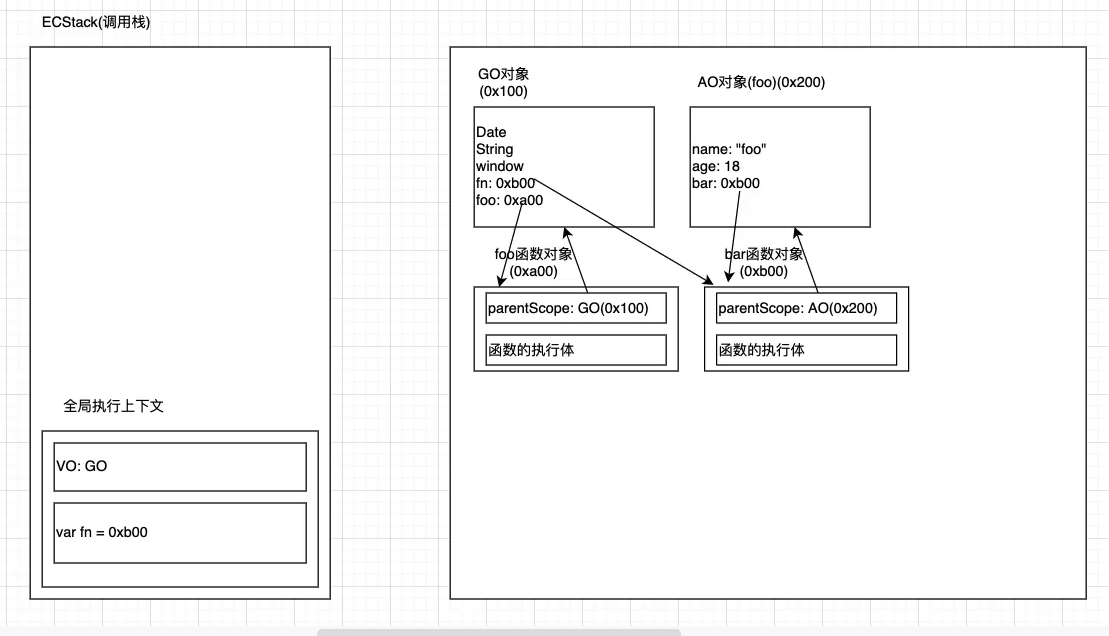 ECStack(调用栈)
全局执行上下文
VO: GO
var fn = 0xb00
GO对象
(0x100)
Date
String
window
fn: 0xb00
foo: 0xa00
AO对象(foo)(0x200)
name: "foo"
age: 18
bar: 0xb00
foo函数对象
(0xa00)
parentScope: GO(0x100)
函数的执行体
bar函数对象
(0xb00)
parentScope: AO(0x200)
函数的执行体